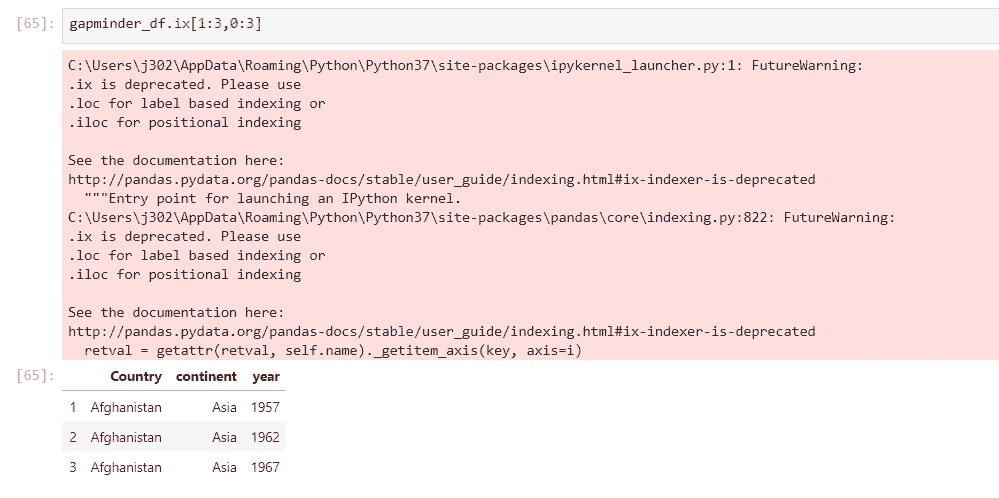 [65]: gapminder_df.ix[1:3,0:3]
C:\Users\j302\AppData\Roaming\Python\Python37\site-packages\ipykernel_launcher.py:1: FutureWarning:
.ix is deprecated. Please use
.loc for label based indexing or
.iloc for positional indexing

See the documentation here:
http://pandas.pydata.org/pandas-docs/stable/user_guide/indexing.html#ix-indexer-is-deprecated
  """Entry point for launching an IPython kernel.
C:\Users\j302\AppData\Roaming\Python\Python37\site-packages\pandas\core\indexing.py:822: FutureWarning:
.ix is deprecated. Please use
.loc for label based indexing or
.iloc for positional indexing

See the documentation here:
http://pandas.pydata.org/pandas-docs/stable/user_guide/indexing.html#ix-indexer-is-deprecated
  retval = getattr(retval, self.name)._getitem_axis(key, axis=i)
[65]: Country continent year
1 Afghanistan Asia 1957
2 Afghanistan Asia 1962
3 Afghanistan Asia 1967